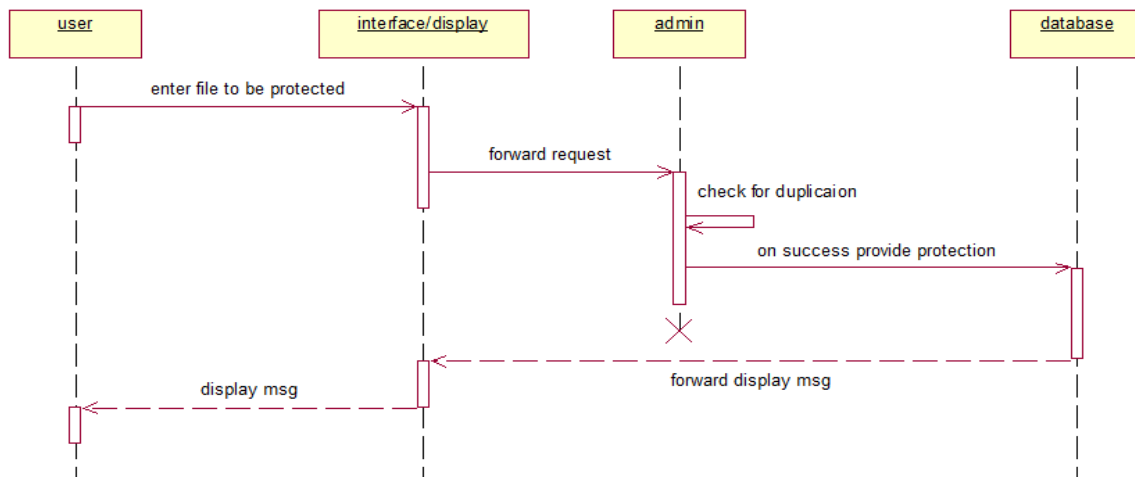 user
interface/display
admin
database
enter file to be protected
forward request
check for duplicaion
on success provide protection
forward display msg
display msg